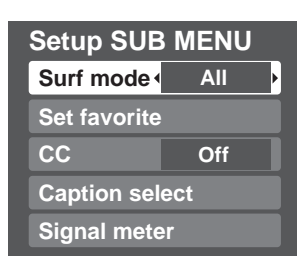 Setup SUB MENU
Surf mode All
Set favorite
CC Off
Caption select
Signal meter